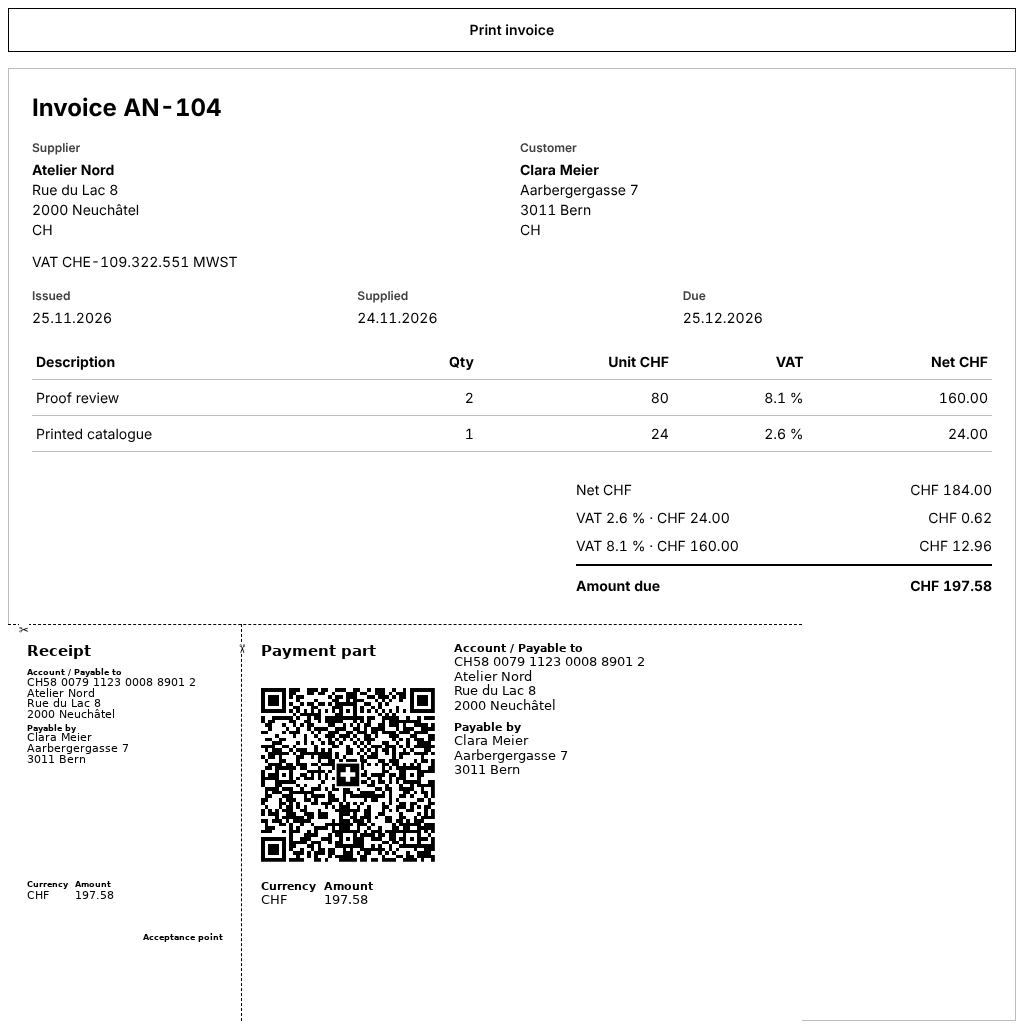 Print invoice
Invoice AN-104
Supplier
Atelier Nord
Rue du Lac 8
2000 Neuchâtel
CH
VAT CHE-109.322.551 MWST
Customer
Clara Meier
Aarbergergasse 7
3011 Bern
CH
Issued
25.11.2026
Supplied
24.11.2026
Due
25.12.2026
Description Qty Unit CHF VAT Net CHF
Proof review 2 80 8.1 % 160.00
Printed catalogue 1 24 2.6 % 24.00
Net CHF CHF 184.00
VAT 2.6 % · CHF 24.00 CHF 0.62
VAT 8.1 % · CHF 160.00 CHF 12.96
Amount due CHF 197.58
Receipt
Account / Payable to
CH58 0079 1123 0008 8901 2
Atelier Nord
Rue du Lac 8
2000 Neuchâtel
Payable by
Clara Meier
Aarbergergasse 7
3011 Bern
Currency Amount
CHF 197.58
Acceptance point
Payment part
Currency Amount
CHF 197.58
Account / Payable to
CH58 0079 1123 0008 8901 2
Atelier Nord
Rue du Lac 8
2000 Neuchâtel
Payable by
Clara Meier
Aarbergergasse 7
3011 Bern